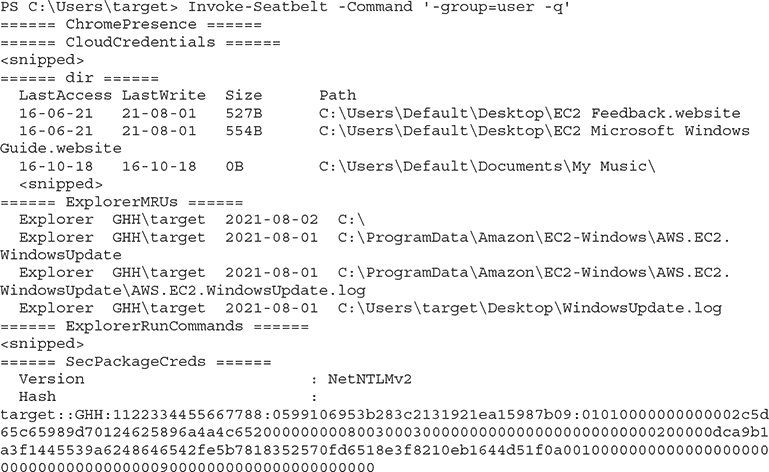 PS C:\Users\target> Invoke-Seatbelt -Command '-group=user -q'
====== ChromePresence ======
====== CloudCredentials ======
<snipped>
====== dir ======
  LastAccess LastWrite  Size      Path
  16-06-21   21-08-01   527B      C:\Users\Default\Desktop\EC2 Feedback.website
  16-06-21   21-08-01   554B      C:\Users\Default\Desktop\EC2 Microsoft Windows
Guide.website
  16-10-18   16-10-18   0B        C:\Users\Default\Documents\My Music\
  <snipped>
====== ExplorerMRUs ======
  Explorer  GHH\target  2021-08-02  C:\
  Explorer  GHH\target  2021-08-01  C:\ProgramData\Amazon\EC2-Windows\AWS.EC2.
WindowsUpdate
  Explorer  GHH\target  2021-08-01  C:\ProgramData\Amazon\EC2-Windows\AWS.EC2.
WindowsUpdate\AWS.EC2.WindowsUpdate.log
  Explorer  GHH\target  2021-08-01  C:\Users\target\Desktop\WindowsUpdate.log
====== ExplorerRunCommands ======
<snipped>
====== SecPackageCreds ======
  Version                        : NetNTLMv2
  Hash                           :
target::GHH:1122334455667788:0599106953b283c2131921ea15987b09:01010000000000002c5d
65c65989d70124625896a4a4c652000000000800300030000000000000000000000000200000dca9b1
a3f1445539a6248646542fe5b7818352570fd6518e3f8210eb1644d51f0a0010000000000000000000
00000000000000000900000000000000000000